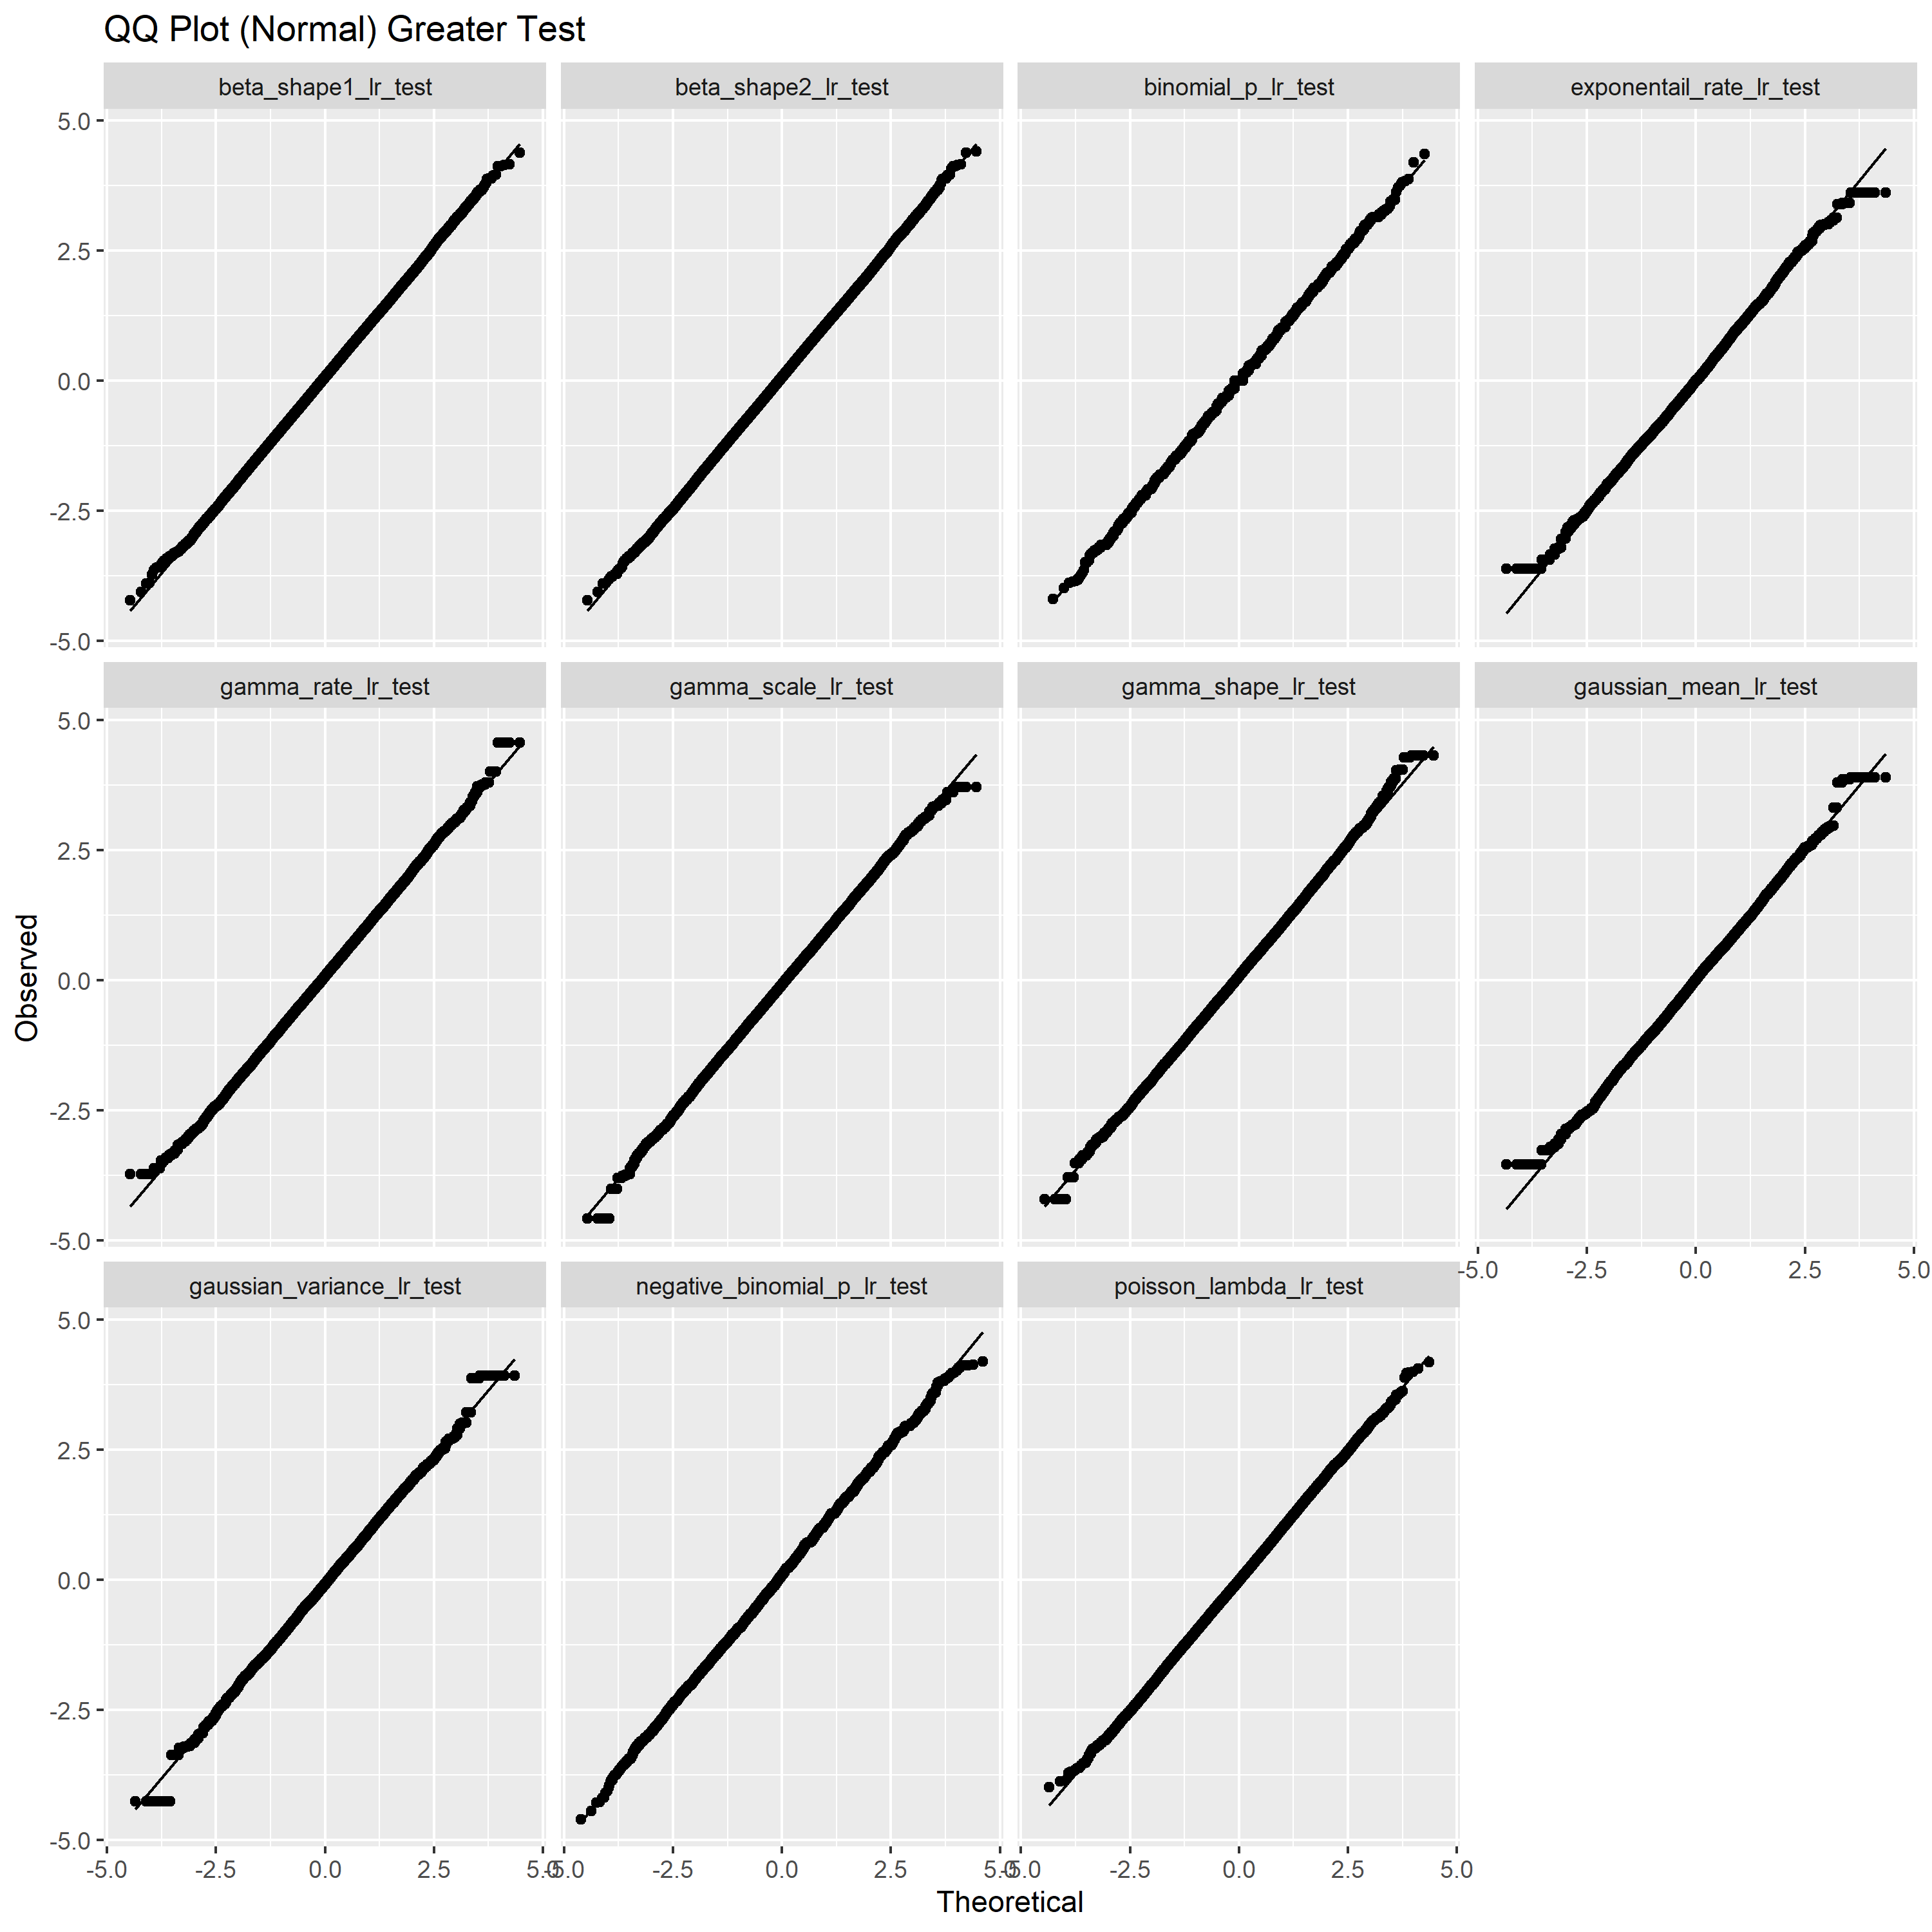 QQ Plot (Normal) Greater Test
beta_shape1_lr_test
beta_shape2_lr_test
binomial_p_lr_test
exponentail_rate_lr_test
5.0
2.5
0.0
-2.5
-5.0
gamma_rate_lr_test
gamma_scale_lr_test
gamma_shape_lr_test
gaussian_mean_lr_test
5.0
2.5
0.0
-2.5
-5.0
-5.0 -2.5 0.0 2.5 5.0
gaussian_variance_lr_test
negative_binomial_p_lr_test
poisson_lambda_lr_test
5.0
2.5
0.0
-2.5
-5.0
-5.0 -2.5 0.0 2.5 5.0
-5.0 -2.5 0.0 2.5 5.0
-5.0 -2.5 0.0 2.5 5.0
Theoretical
Observed